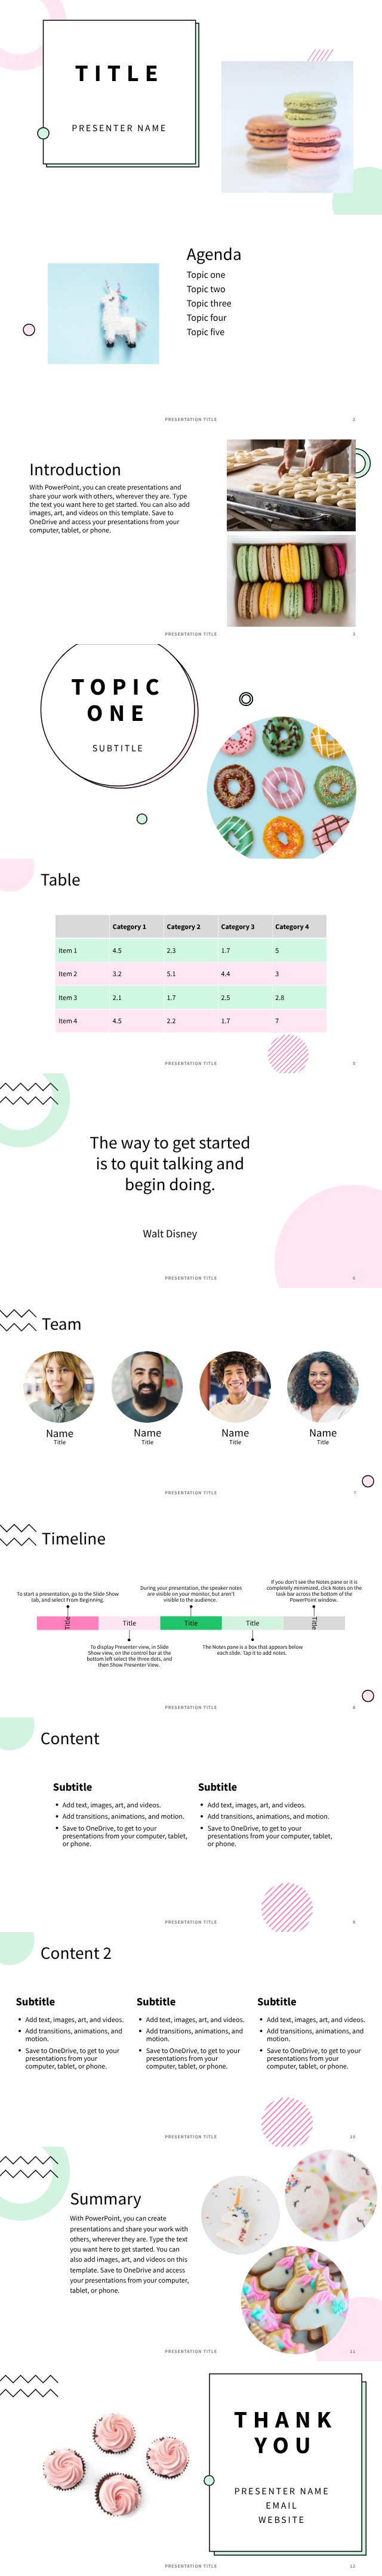 TITLE
PRESENTER NAME
Agenda
Topic one
Topic two
Topic three
Topic four
Topic five
PRESENTATION TITLE
2
Introduction
With PowerPoint, you can create presentations and
share your work with others, wherever they are. Type
the text you want here to get started. You can also add
images, art, and videos on this template. Save to
OneDrive and access your presentations from your
computer, tablet, or phone.
PRESENTATION TITLE
3
TOPIC
ONE
SUBTITLE
Table
Category 1 Category 2 Category 3 Category 4
Item 1 4.5 2.3 1.7 5
Item 2 3.2 5.1 4.4 3
Item 3 2.1 1.7 2.5 2.8
Item 4 4.5 2.2 1.7 7
PRESENTATION TITLE
5
The way to get started
is to quit talking and
begin doing.
Walt Disney
PRESENTATION TITLE
6
Team
Name
Title
Name
Title
Name
Title
Name
Title
PRESENTATION TITLE
7
Timeline
To start a presentation, go to the Slide Show
tab, and select From Beginning.
During your presentation, the speaker notes
are visible on your monitor, but aren't
visible to the audience.
If you don't see the Notes pane or it is
completely minimized, click Notes on the
task bar across the bottom of the
PowerPoint window.
Title
Title
Title
Title
Title
To display Presenter view, in Slide
Show view, on the control bar at the
bottom left select the three dots, and
then Show Presenter View.
The Notes pane is a box that appears below
each slide. Tap it to add notes.
PRESENTATION TITLE
8
Content
Subtitle
• Add text, images, art, and videos.
• Add transitions, animations, and motion.
• Save to OneDrive, to get to your
presentations from your computer, tablet,
or phone.
Subtitle
• Add text, images, art, and videos.
• Add transitions, animations, and motion.
• Save to OneDrive, to get to your
presentations from your computer, tablet,
or phone.
PRESENTATION TITLE
9
Content 2
Subtitle
• Add text, images, art, and videos.
• Add transitions, animations, and
motion.
• Save to OneDrive, to get to your
presentations from your
computer, tablet, or phone.
Subtitle
• Add text, images, art, and videos.
• Add transitions, animations, and
motion.
• Save to OneDrive, to get to your
presentations from your
computer, tablet, or phone.
Subtitle
• Add text, images, art, and videos.
• Add transitions, animations, and
motion.
• Save to OneDrive, to get to your
presentations from your
computer, tablet, or phone.
PRESENTATION TITLE
10
Summary
With PowerPoint, you can create
presentations and share your work with
others, wherever they are. Type the text
you want here to get started. You can
also add images, art, and videos on this
template. Save to OneDrive and access
your presentations from your computer,
tablet, or phone.
PRESENTATION TITLE
11
THANK
YOU
PRESENTER NAME
EMAIL
WEBSITE
PRESENTATION TITLE
12